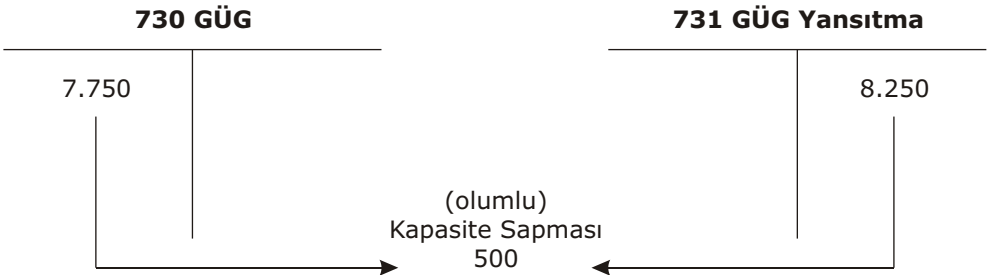 730 GÜG
731 GÜG Yansıtma
7.750
8.250
(olumlu)
Kapasite Sapması
500